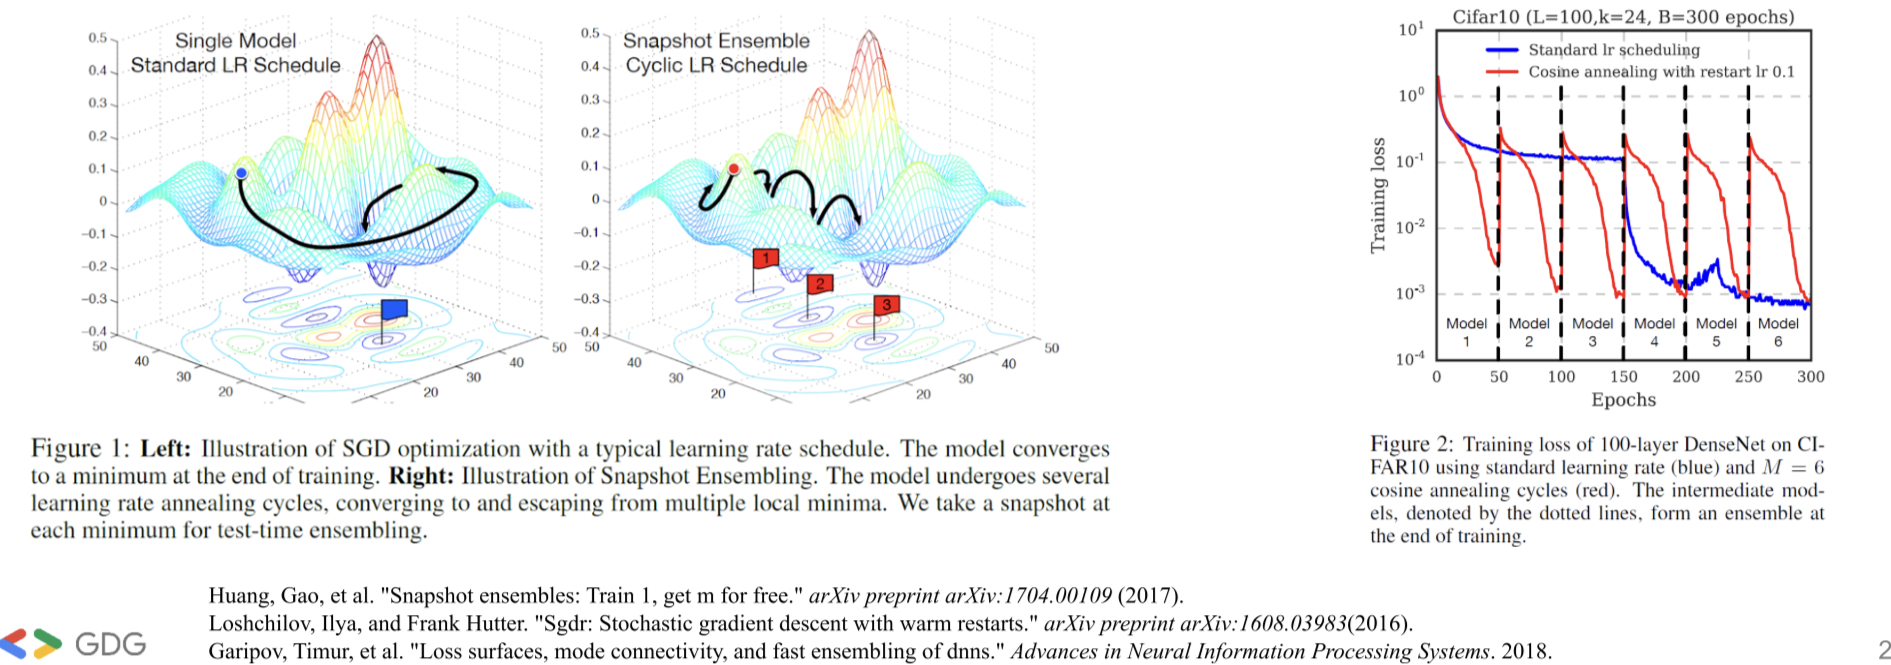 Single Model
Standard LR Schedule
0.5
0.4
0.3
0.2
0.1
0
−0.1
−0.2
−0.3
−0.4
50
40
30
20
20
30
40
50
Snapshot Ensemble
Cyclic LR Schedule
0.5
0.4
0.3
0.2
0.1
0
−0.1
−0.2
−0.3
−0.4
50
40
30
20
20
30
40
50
1
2
3
Figure 1: Left: Illustration of SGD optimization with a typical learning rate schedule. The model converges
to a minimum at the end of training. Right: Illustration of Snapshot Ensembling. The model undergoes several
learning rate annealing cycles, converging to and escaping from multiple local minima. We take a snapshot at
each minimum for test-time ensembling.
Cifar10 (L=100,k=24, B=300 epochs)
Standard lr scheduling
Cosine annealing with restart lr 0.1
Training loss
10^1
10^0
10^-1
10^-2
10^-3
10^-4
Model Model Model Model Model Model
1 2 3 4 5 6
0 50 100 150 200 250 300
Epochs
Figure 2: Training loss of 100-layer DenseNet on CI-
FAR10 using standard learning rate (blue) and M = 6
cosine annealing cycles (red). The intermediate mod-
els, denoted by the dotted lines, form an ensemble at
the end of training.
Huang, Gao, et al. "Snapshot ensembles: Train 1, get m for free." arXiv preprint arXiv:1704.00109 (2017).
Loshchilov, Ilya, and Frank Hutter. "Sgdr: Stochastic gradient descent with warm restarts." arXiv preprint arXiv:1608.03983(2016).
Garipov, Timur, et al. "Loss surfaces, mode connectivity, and fast ensembling of dnns." Advances in Neural Information Processing Systems. 2018.
GDG
2